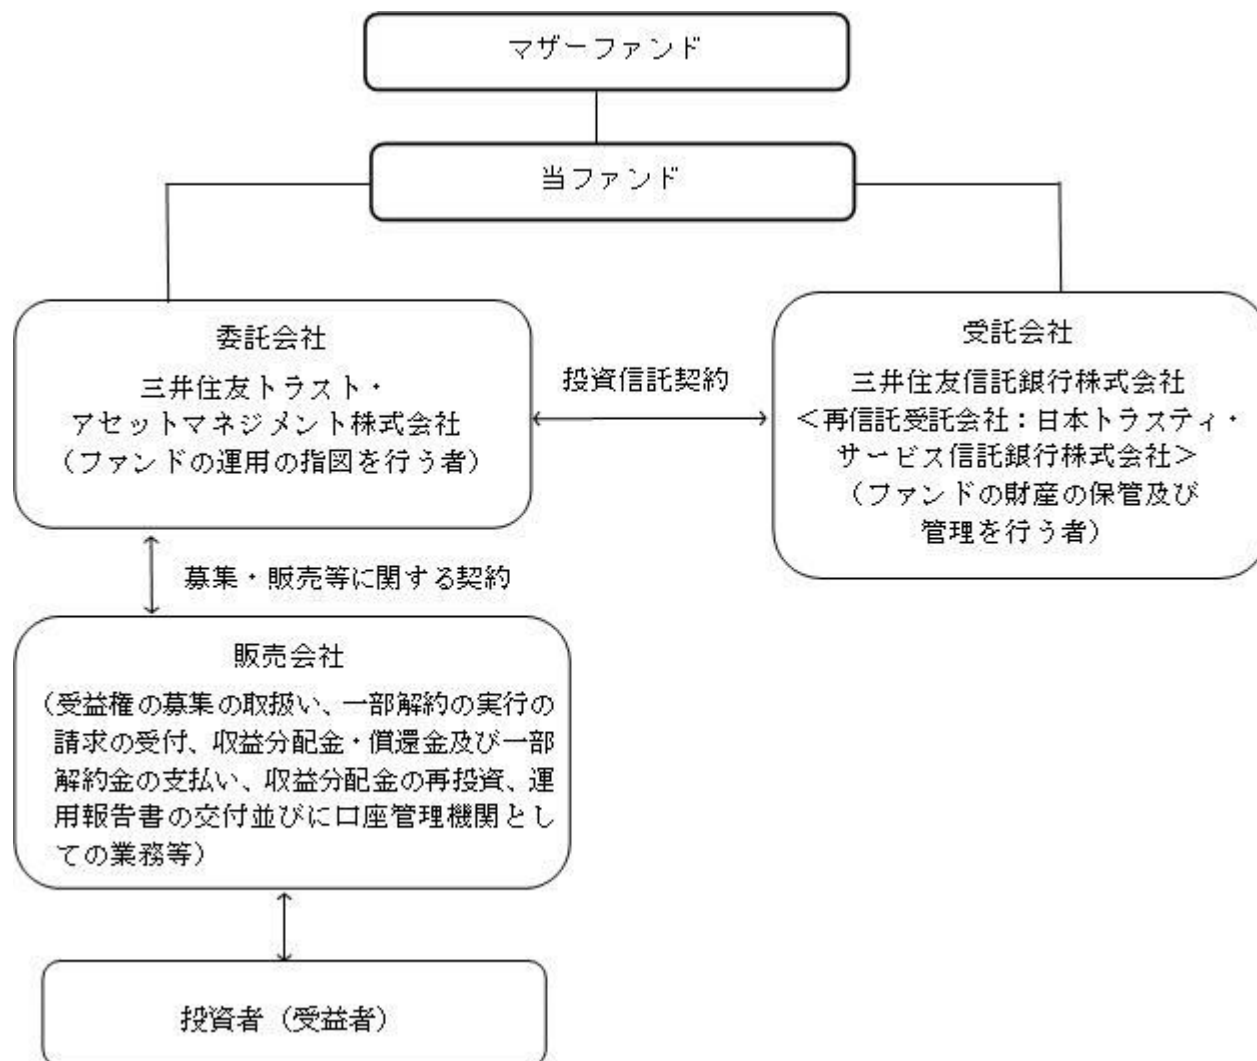 マザーファンド
当ファンド
委託会社
三井住友トラスト・
アセットマネジメント株式会社
（ファンドの運用の指図を行う者）
投資信託契約
受託会社
三井住友信託銀行株式会社
＜再信託受託会社：日本トラスティ・
サービス信託銀行株式会社＞
（ファンドの財産の保管及び
管理を行う者）
募集・販売等に関する契約
販売会社
（受益権の募集の取扱い、一部解約の実行の
請求の受付、収益分配金・償還金及び一部
解約金の支払い、収益分配金の再投資、運
用報告書の交付並びに口座管理機関とし
ての業務等）
投資者（受益者）